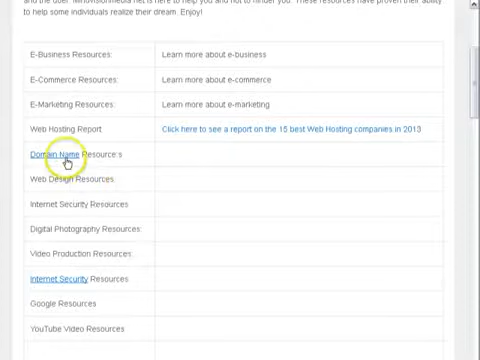 and the user. Mindvisionmedia.net is here to help you and not to hinder you. These resources have proven their ability
to help some individuals realize their dream. Enjoy!
E-Business Resources: Learn more about e-business
E-Commerce Resources: Learn more about e-commerce
E-Marketing Resources: Learn more about e-marketing
Web Hosting Report Click here to see a report on the 15 best Web Hosting companies in 2013
Domain Name Resource:s
Web Design Resources:
Internet Security Resources
Digital Photography Resources:
Video Production Resources:
Internet Security Resources
Google Resources
YouTube Video Resources